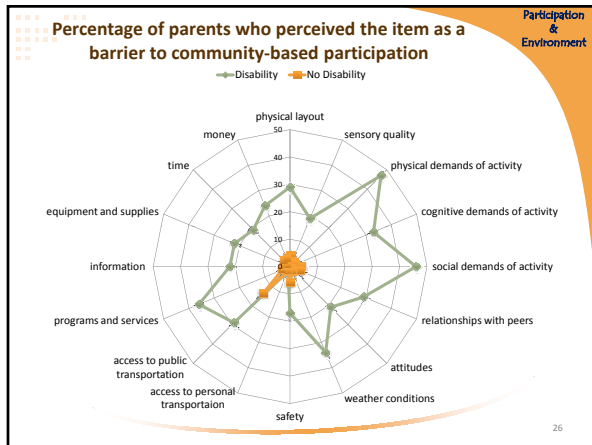 Percentage of parents who perceived the item as a
barrier to community-based participation
Participation
&
Environment
Disability
No Disability
physical layout
sensory quality
physical demands of activity
cognitive demands of activity
social demands of activity
relationships with peers
attitudes
weather conditions
safety
access to personal
transportaion
access to public
transportation
programs and services
information
equipment and supplies
time
money
50
40
30
20
10
0
26